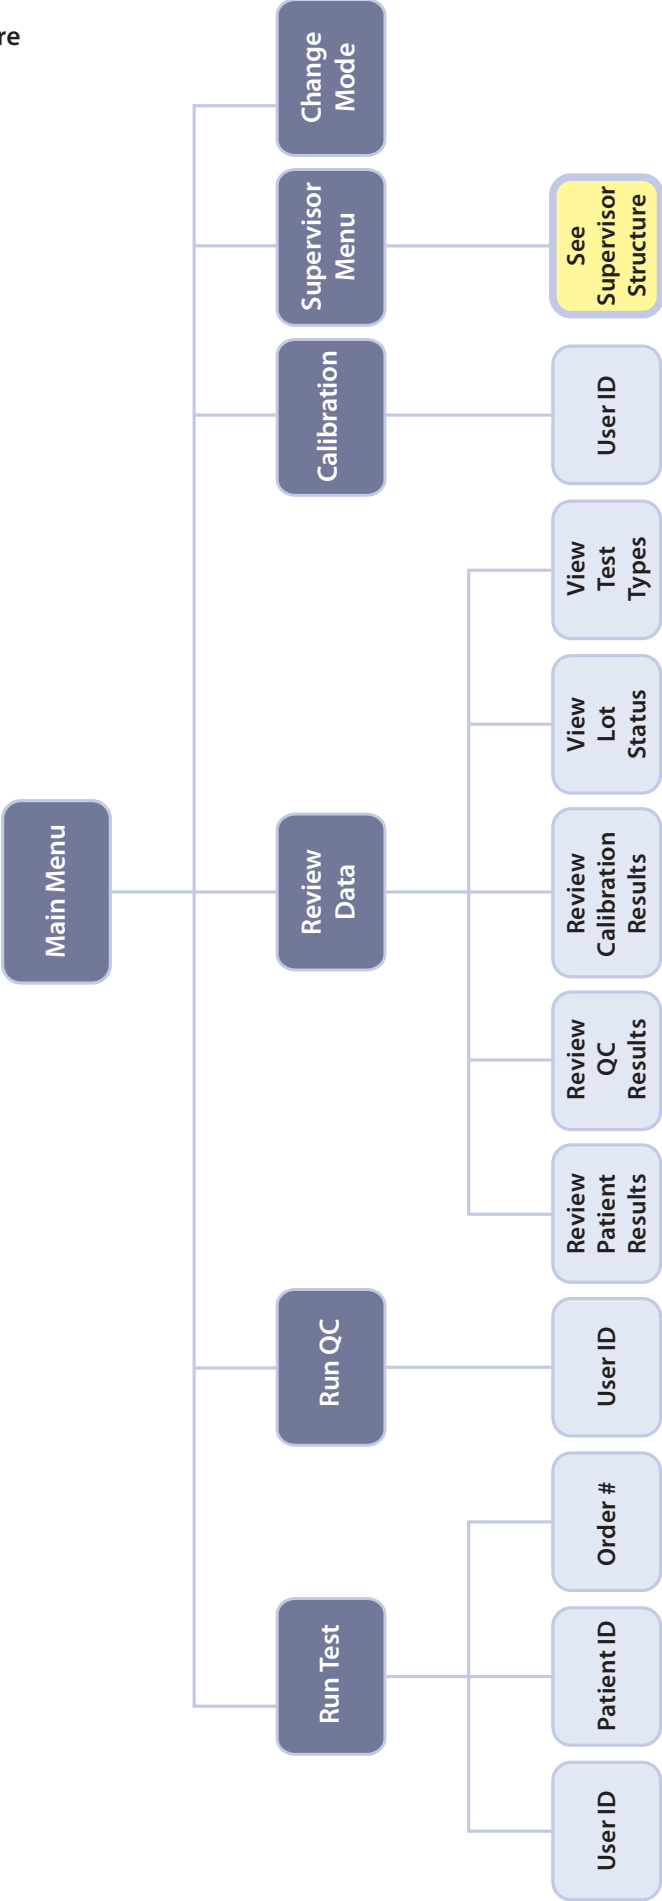 re
Main Menu
Run Test
Run QC
Review
Data
Calibration
Supervisor
Menu
Change
Mode
User ID
Patient ID
Order #
User ID
Review
Patient
Results
Review
QC
Results
Review
Calibration
Results
View
Lot
Status
View
Test
Types
User ID
See
Supervisor
Structure